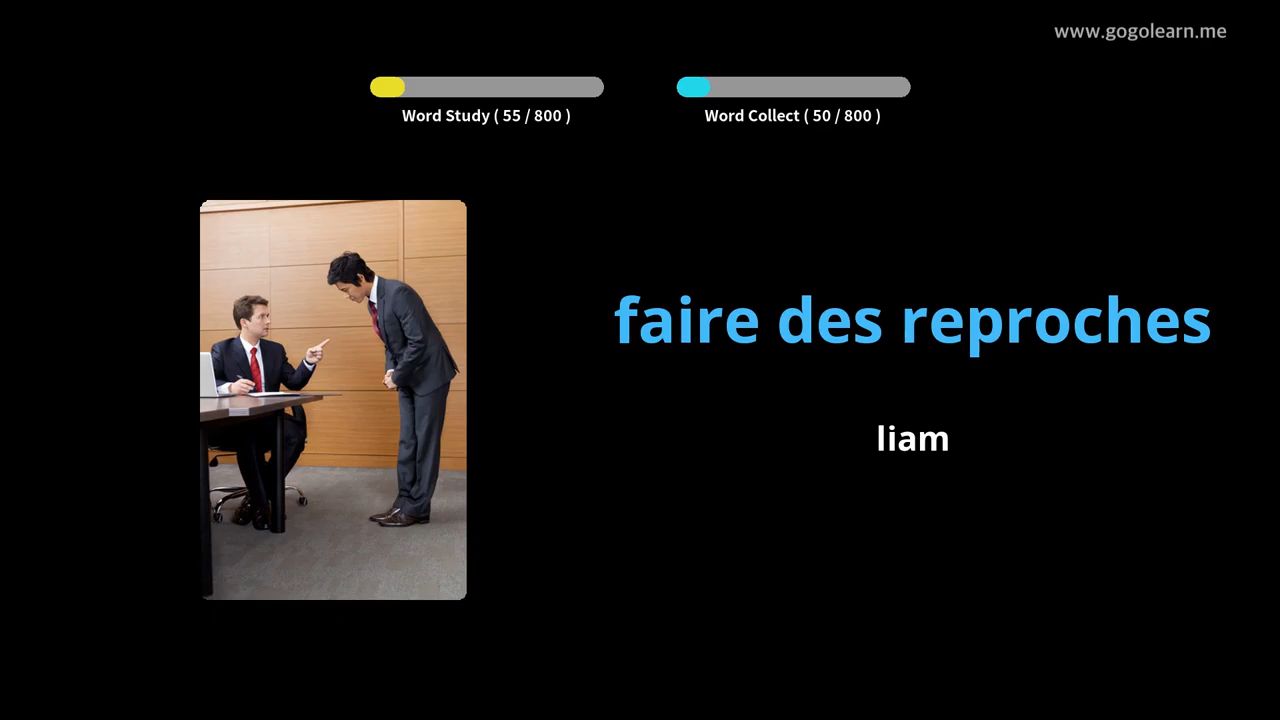 www.gogolearn.me
Word Study ( 55 / 800 )
Word Collect ( 50 / 800 )
faire des reproches
liam